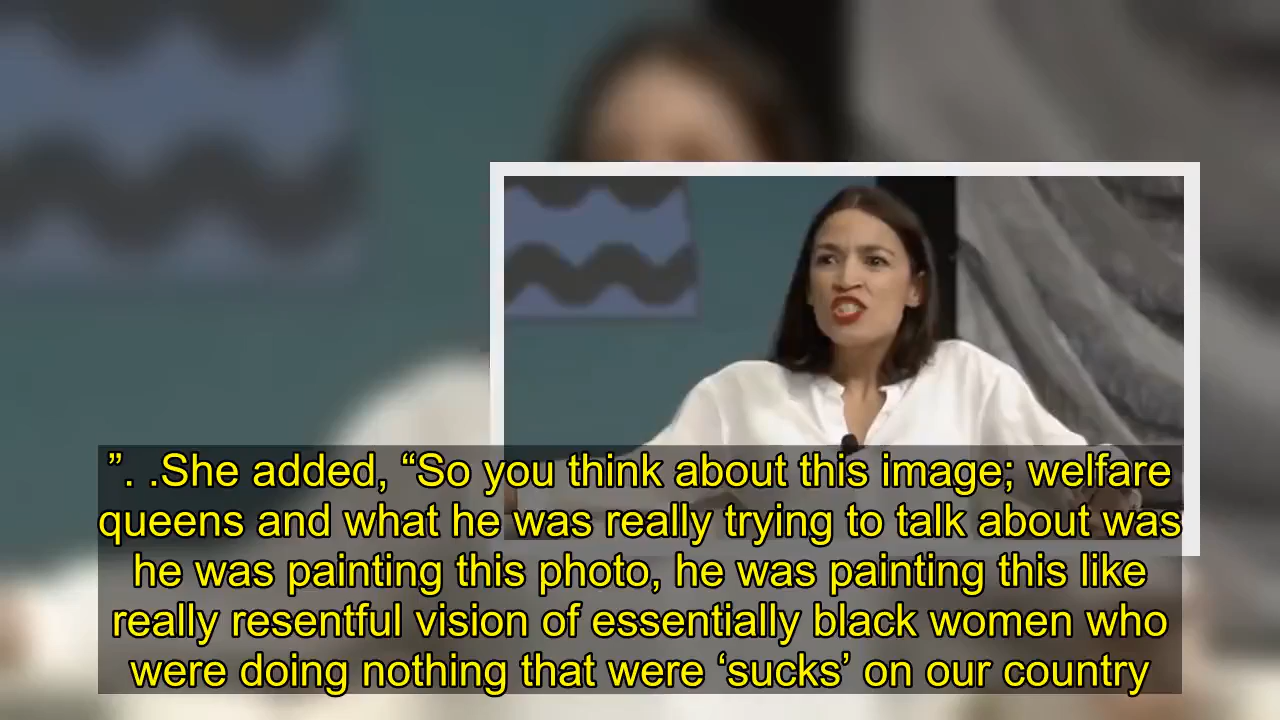 ”. .She added, “So you think about this image; welfare
queens and what he was really trying to talk about was
he was painting this photo, he was painting this like
really resentful vision of essentially black women who
were doing nothing that were ‘sucks’ on our country